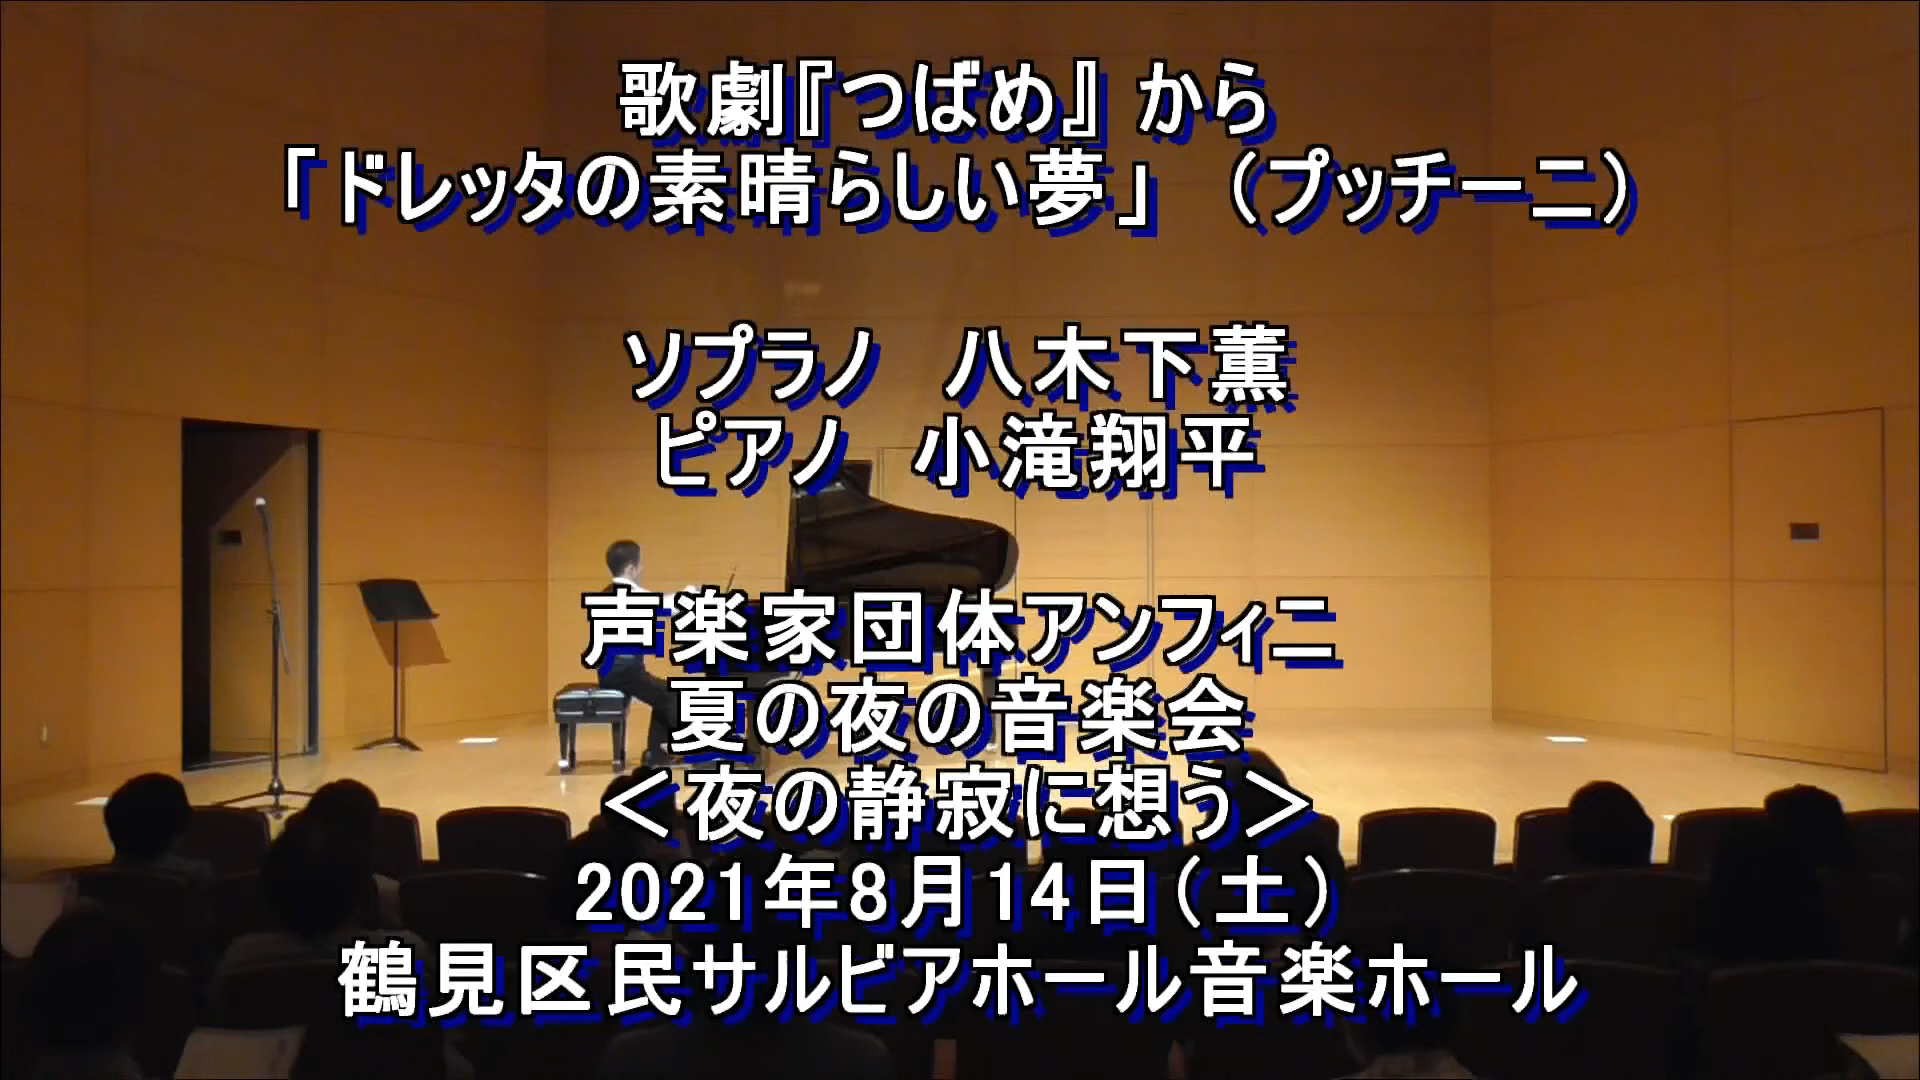 歌劇『つばめ』から
「ドレッタの素晴らしい夢」（プッチーニ）
ソプラノ　八木下薫
ピアノ　小滝翔平
声楽家団体アンフィニ
夏の夜の音楽会
＜夜の静寂に想う＞
2021年8月14日（土）
鶴見区民サルビアホール音楽ホール